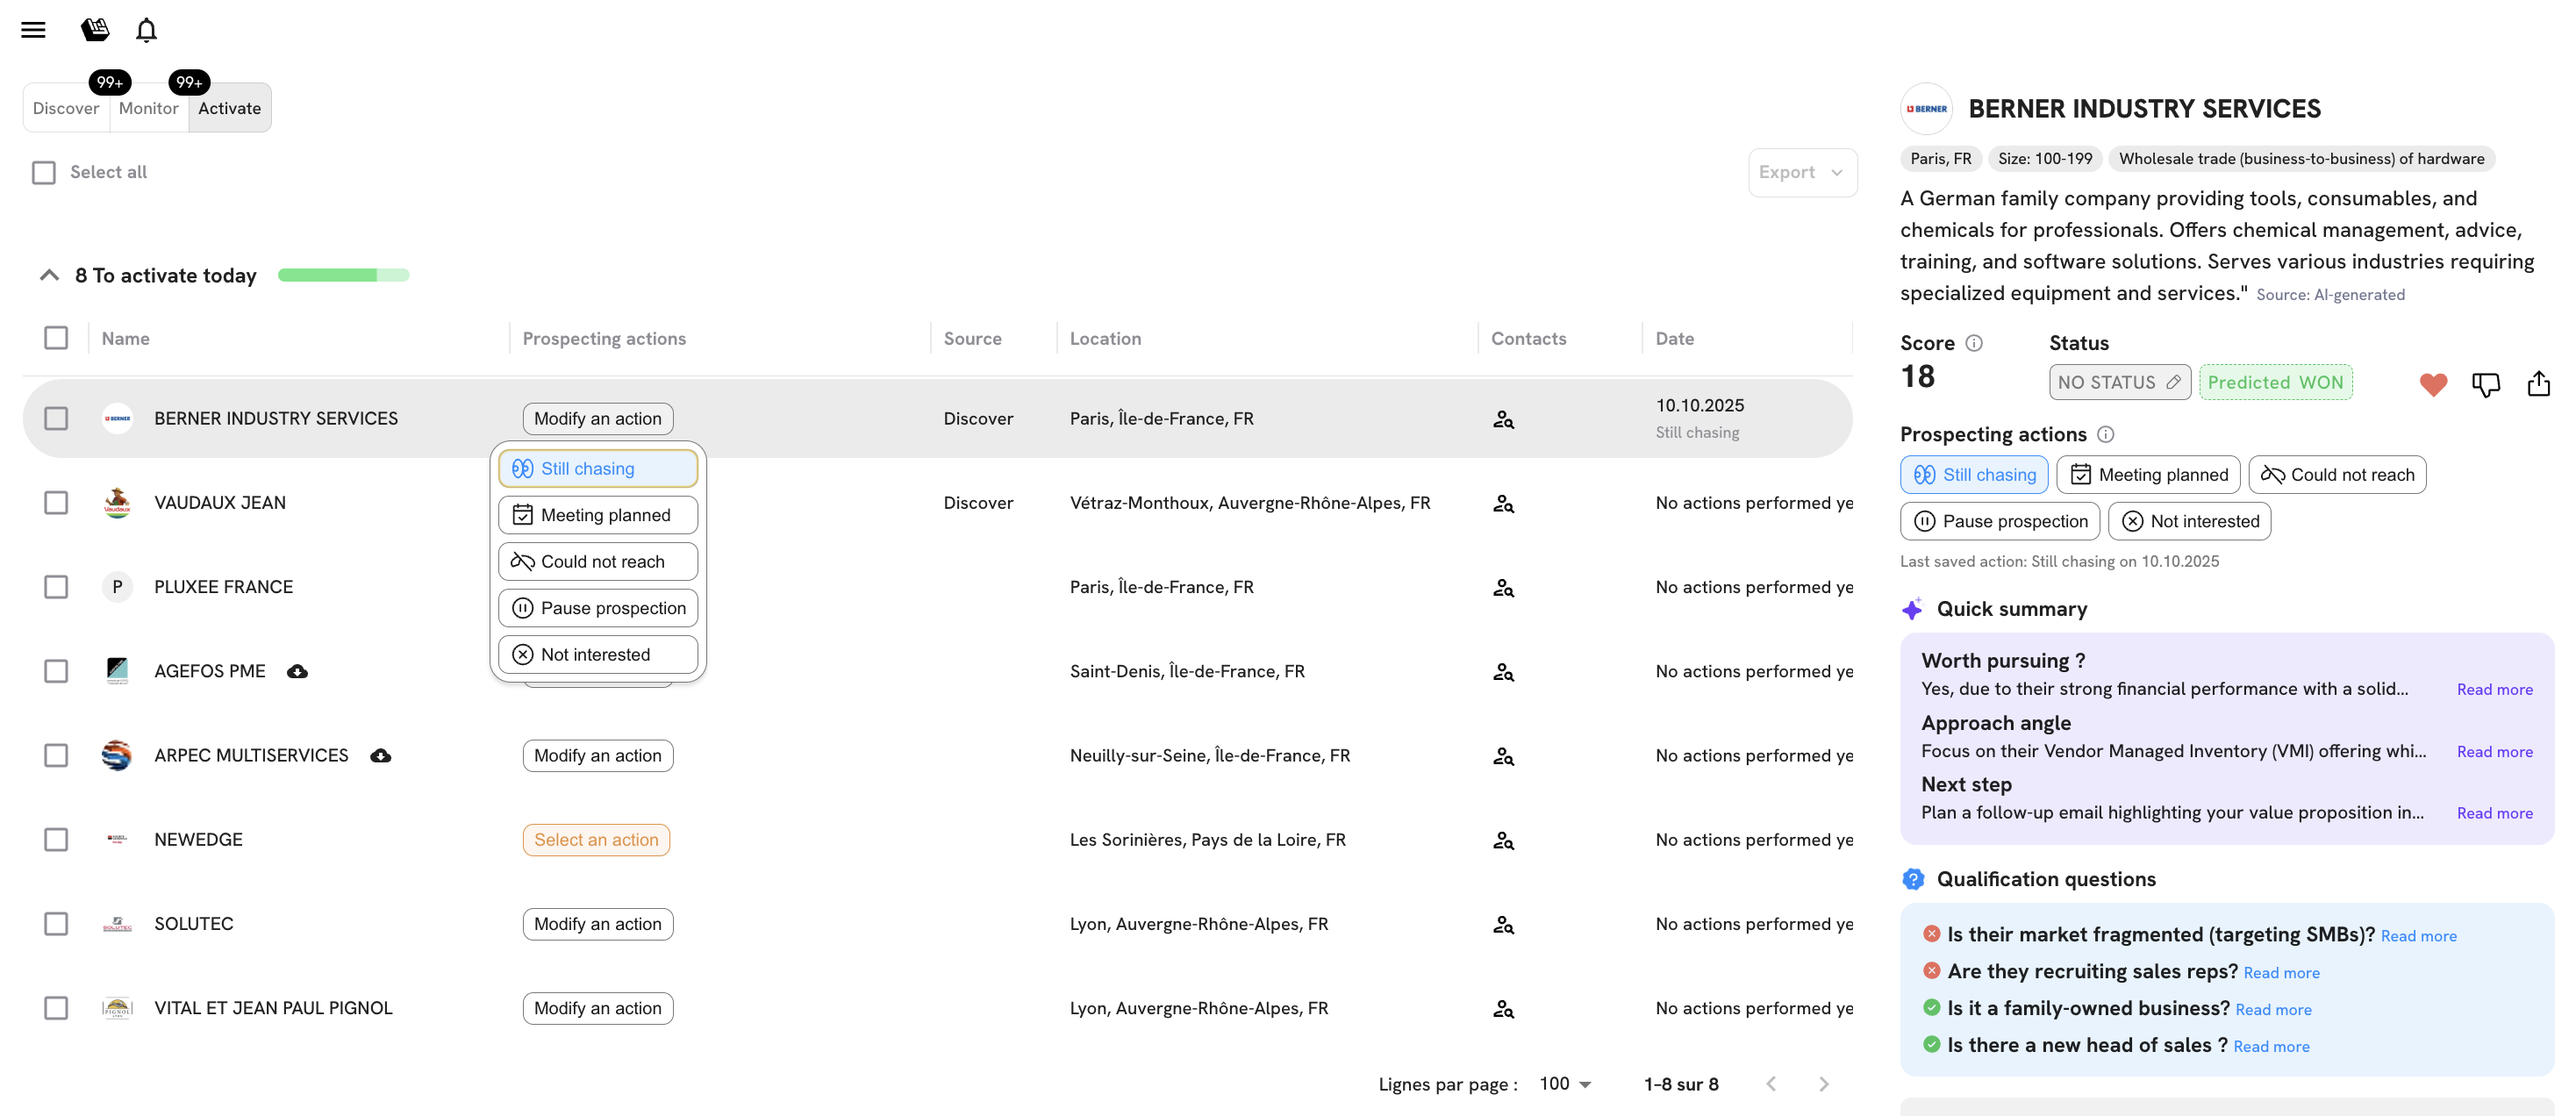 99+
99+
Discover
Monitor
Activate
Select all
Export
8 To activate today
Name
Prospecting actions
Source
Location
Contacts
Date
BERNER
BERNER INDUSTRY SERVICES
Modify an action
Discover
Paris, Île-de-France, FR
10.10.2025
Still chasing
Still chasing
Meeting planned
Could not reach
Pause prospection
Not interested
Vaudaux
VAUDAUX JEAN
Discover
Vétraz-Monthoux, Auvergne-Rhône-Alpes, FR
No actions performed ye
P
PLUXEE FRANCE
Paris, Île-de-France, FR
No actions performed ye
AGEFOS PME
Saint-Denis, Île-de-France, FR
No actions performed ye
ARPEC MULTISERVICES
Modify an action
Neuilly-sur-Seine, Île-de-France, FR
No actions performed ye
NEWEDGE
Select an action
Les Sorinières, Pays de la Loire, FR
No actions performed ye
SOLUTEC
SOLUTEC
Modify an action
Lyon, Auvergne-Rhône-Alpes, FR
No actions performed ye
PIGNOL
VITAL ET JEAN PAUL PIGNOL
Modify an action
Lyon, Auvergne-Rhône-Alpes, FR
No actions performed ye
Lignes par page :
100
1–8 sur 8
BERNER
BERNER INDUSTRY SERVICES
Paris, FR
Size: 100-199
Wholesale trade (business-to-business) of hardware
A German family company providing tools, consumables, and
chemicals for professionals. Offers chemical management, advice,
training, and software solutions. Serves various industries requiring
specialized equipment and services." Source: AI-generated
Score
18
Status
NO STATUS
Predicted WON
Prospecting actions
Still chasing
Meeting planned
Could not reach
Pause prospection
Not interested
Last saved action: Still chasing on 10.10.2025
Quick summary
Worth pursuing ?
Yes, due to their strong financial performance with a solid... Read more
Approach angle
Focus on their Vendor Managed Inventory (VMI) offering whi... Read more
Next step
Plan a follow-up email highlighting your value proposition in... Read more
Qualification questions
Is their market fragmented (targeting SMBs)? Read more
Are they recruiting sales reps? Read more
Is it a family-owned business? Read more
Is there a new head of sales ? Read more